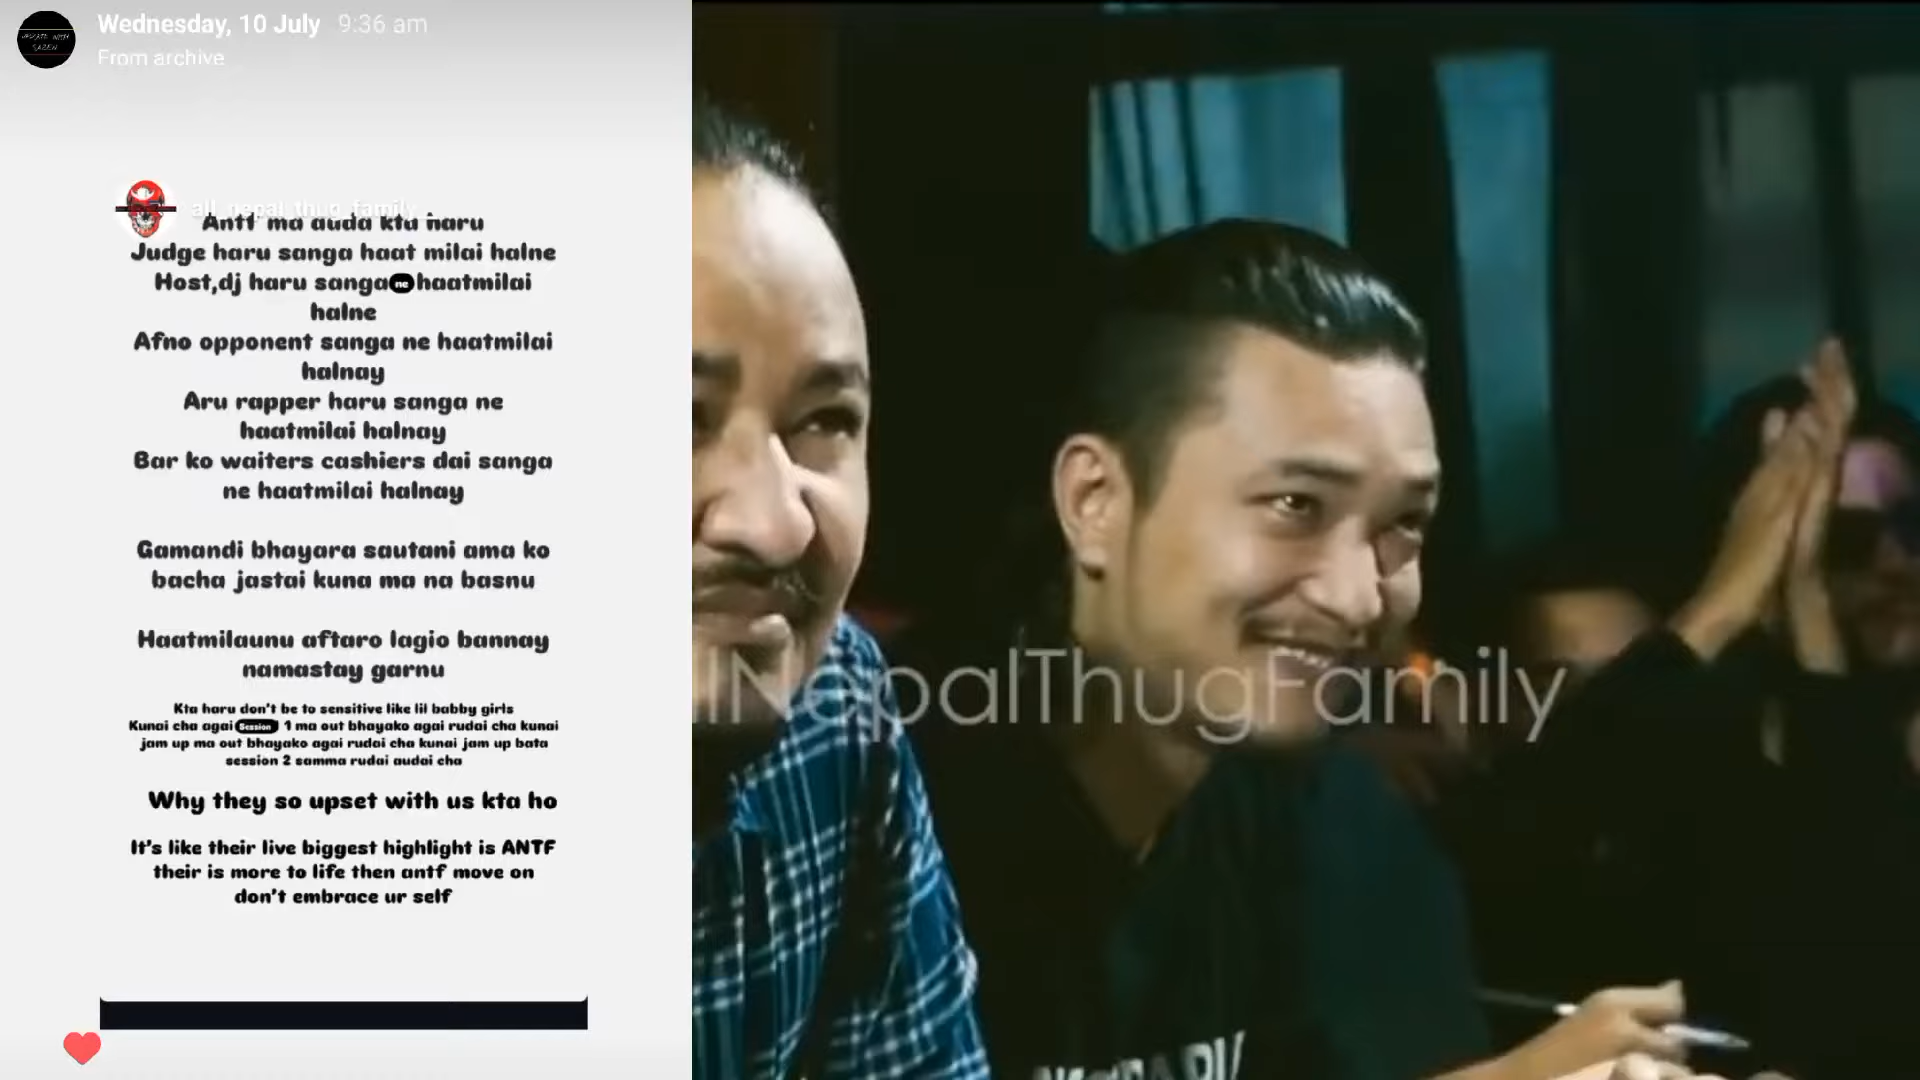 UPDATE WITH
SAZEN
Wednesday, 10 July 9:36 am
From archive
all_nepal_thug_family_
Antf ma auda kta haru
Judge haru sanga haat milai halne
Host,dj haru sanga ne haatmilai
halne
Afno opponent sanga ne haatmilai
halnay
Aru rapper haru sanga ne
haatmilai halnay
Bar ko waiters cashiers dai sanga
ne haatmilai halnay
Gamandi bhayara sautani ama ko
bacha jastai kuna ma na basnu
Haatmilaunu aftaro lagio bannay
namastay garnu
Kta haru don't be to sensitive like lil babby girls
Kunai cha agai Session 1 ma out bhayako agai rudai cha kunai
jam up ma out bhayako agai rudai cha kunai jam up bata
session 2 samma rudai audai cha
Why they so upset with us kta ho
It's like their live biggest highlight is ANTF
their is more to life then antf move on
don't embrace ur self
lNepalThugFamily